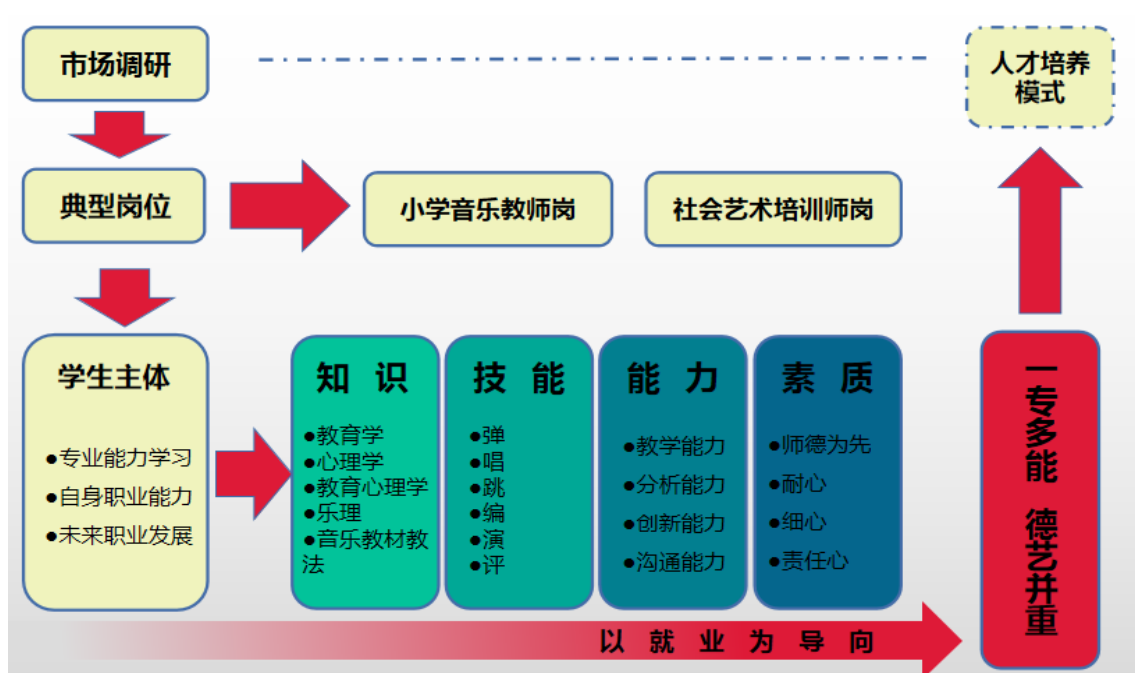 市场调研
人才培养
模式
典型岗位
小学音乐教师岗
社会艺术培训师岗
学生主体
●专业能力学习
●自身职业能力
●未来职业发展
知 识
●教育学
●心理学
●教育心理学
●乐理
●音乐教材教
法
技 能
●弹
●唱
●跳
●编
●演
●评
能 力
●教学能力
●分析能力
●创新能力
●沟通能力
素 质
●师德为先
●耐心
●细心
●责任心
一专多能 德艺并重
以 就 业 为 导 向